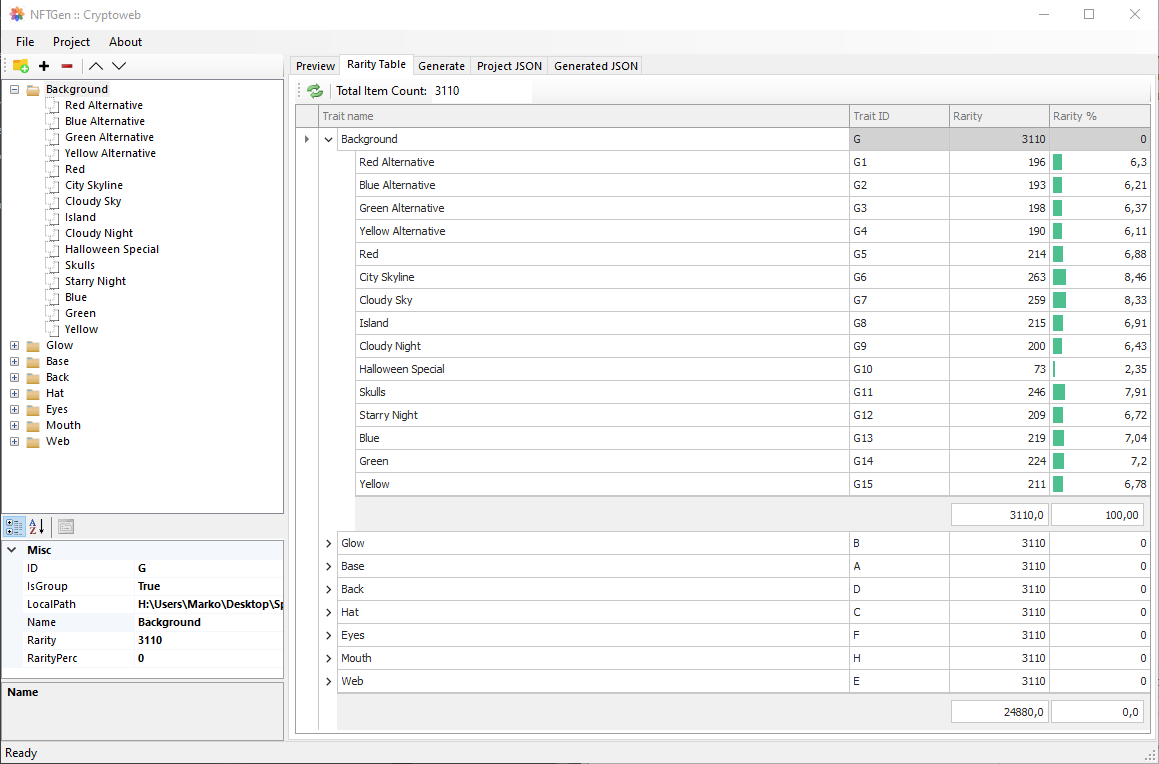 NFTGen :: Cryptoweb
File Project About
Background
Red Alternative
Blue Alternative
Green Alternative
Yellow Alternative
Red
City Skyline
Cloudy Sky
Island
Cloudy Night
Halloween Special
Skulls
Starry Night
Blue
Green
Yellow
Glow
Base
Back
Hat
Eyes
Mouth
Web
A
Z
Misc
ID G
IsGroup True
LocalPath H:\Users\Marko\Desktop\Sp
Name Background
Rarity 3110
RarityPerc 0
Name
Preview Rarity Table Generate Project JSON Generated JSON
Total Item Count: 3110
Trait name Trait ID Rarity Rarity %
Background G 3110 0
Red Alternative G1 196 6,3
Blue Alternative G2 193 6,21
Green Alternative G3 198 6,37
Yellow Alternative G4 190 6,11
Red G5 214 6,88
City Skyline G6 263 8,46
Cloudy Sky G7 259 8,33
Island G8 215 6,91
Cloudy Night G9 200 6,43
Halloween Special G10 73 2,35
Skulls G11 246 7,91
Starry Night G12 209 6,72
Blue G13 219 7,04
Green G14 224 7,2
Yellow G15 211 6,78
3110,0 100,00
Glow B 3110 0
Base A 3110 0
Back D 3110 0
Hat C 3110 0
Eyes F 3110 0
Mouth H 3110 0
Web E 3110 0
24880,0 0,0
Ready